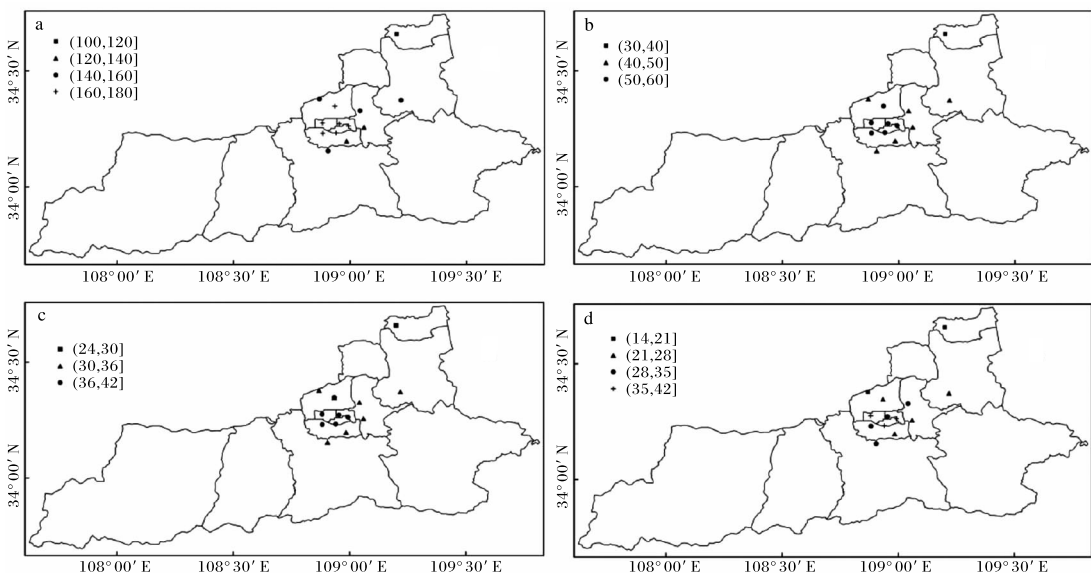 a
(100,120]
(120,140]
(140,160]
(160,180]
34°30′ N
34°00′ N
108°00′ E 108°30′ E 109°00′ E 109°30′ E
b
(30,40]
(40,50]
(50,60]
34°30′ N
34°00′ N
108°00′ E 108°30′ E 109°00′ E 109°30′ E
c
(24,30]
(30,36]
(36,42]
34°30′ N
34°00′ N
108°00′ E 108°30′ E 109°00′ E 109°30′ E
d
(14,21]
(21,28]
(28,35]
(35,42]
34°30′ N
34°00′ N
108°00′ E 108°30′ E 109°00′ E 109°30′ E